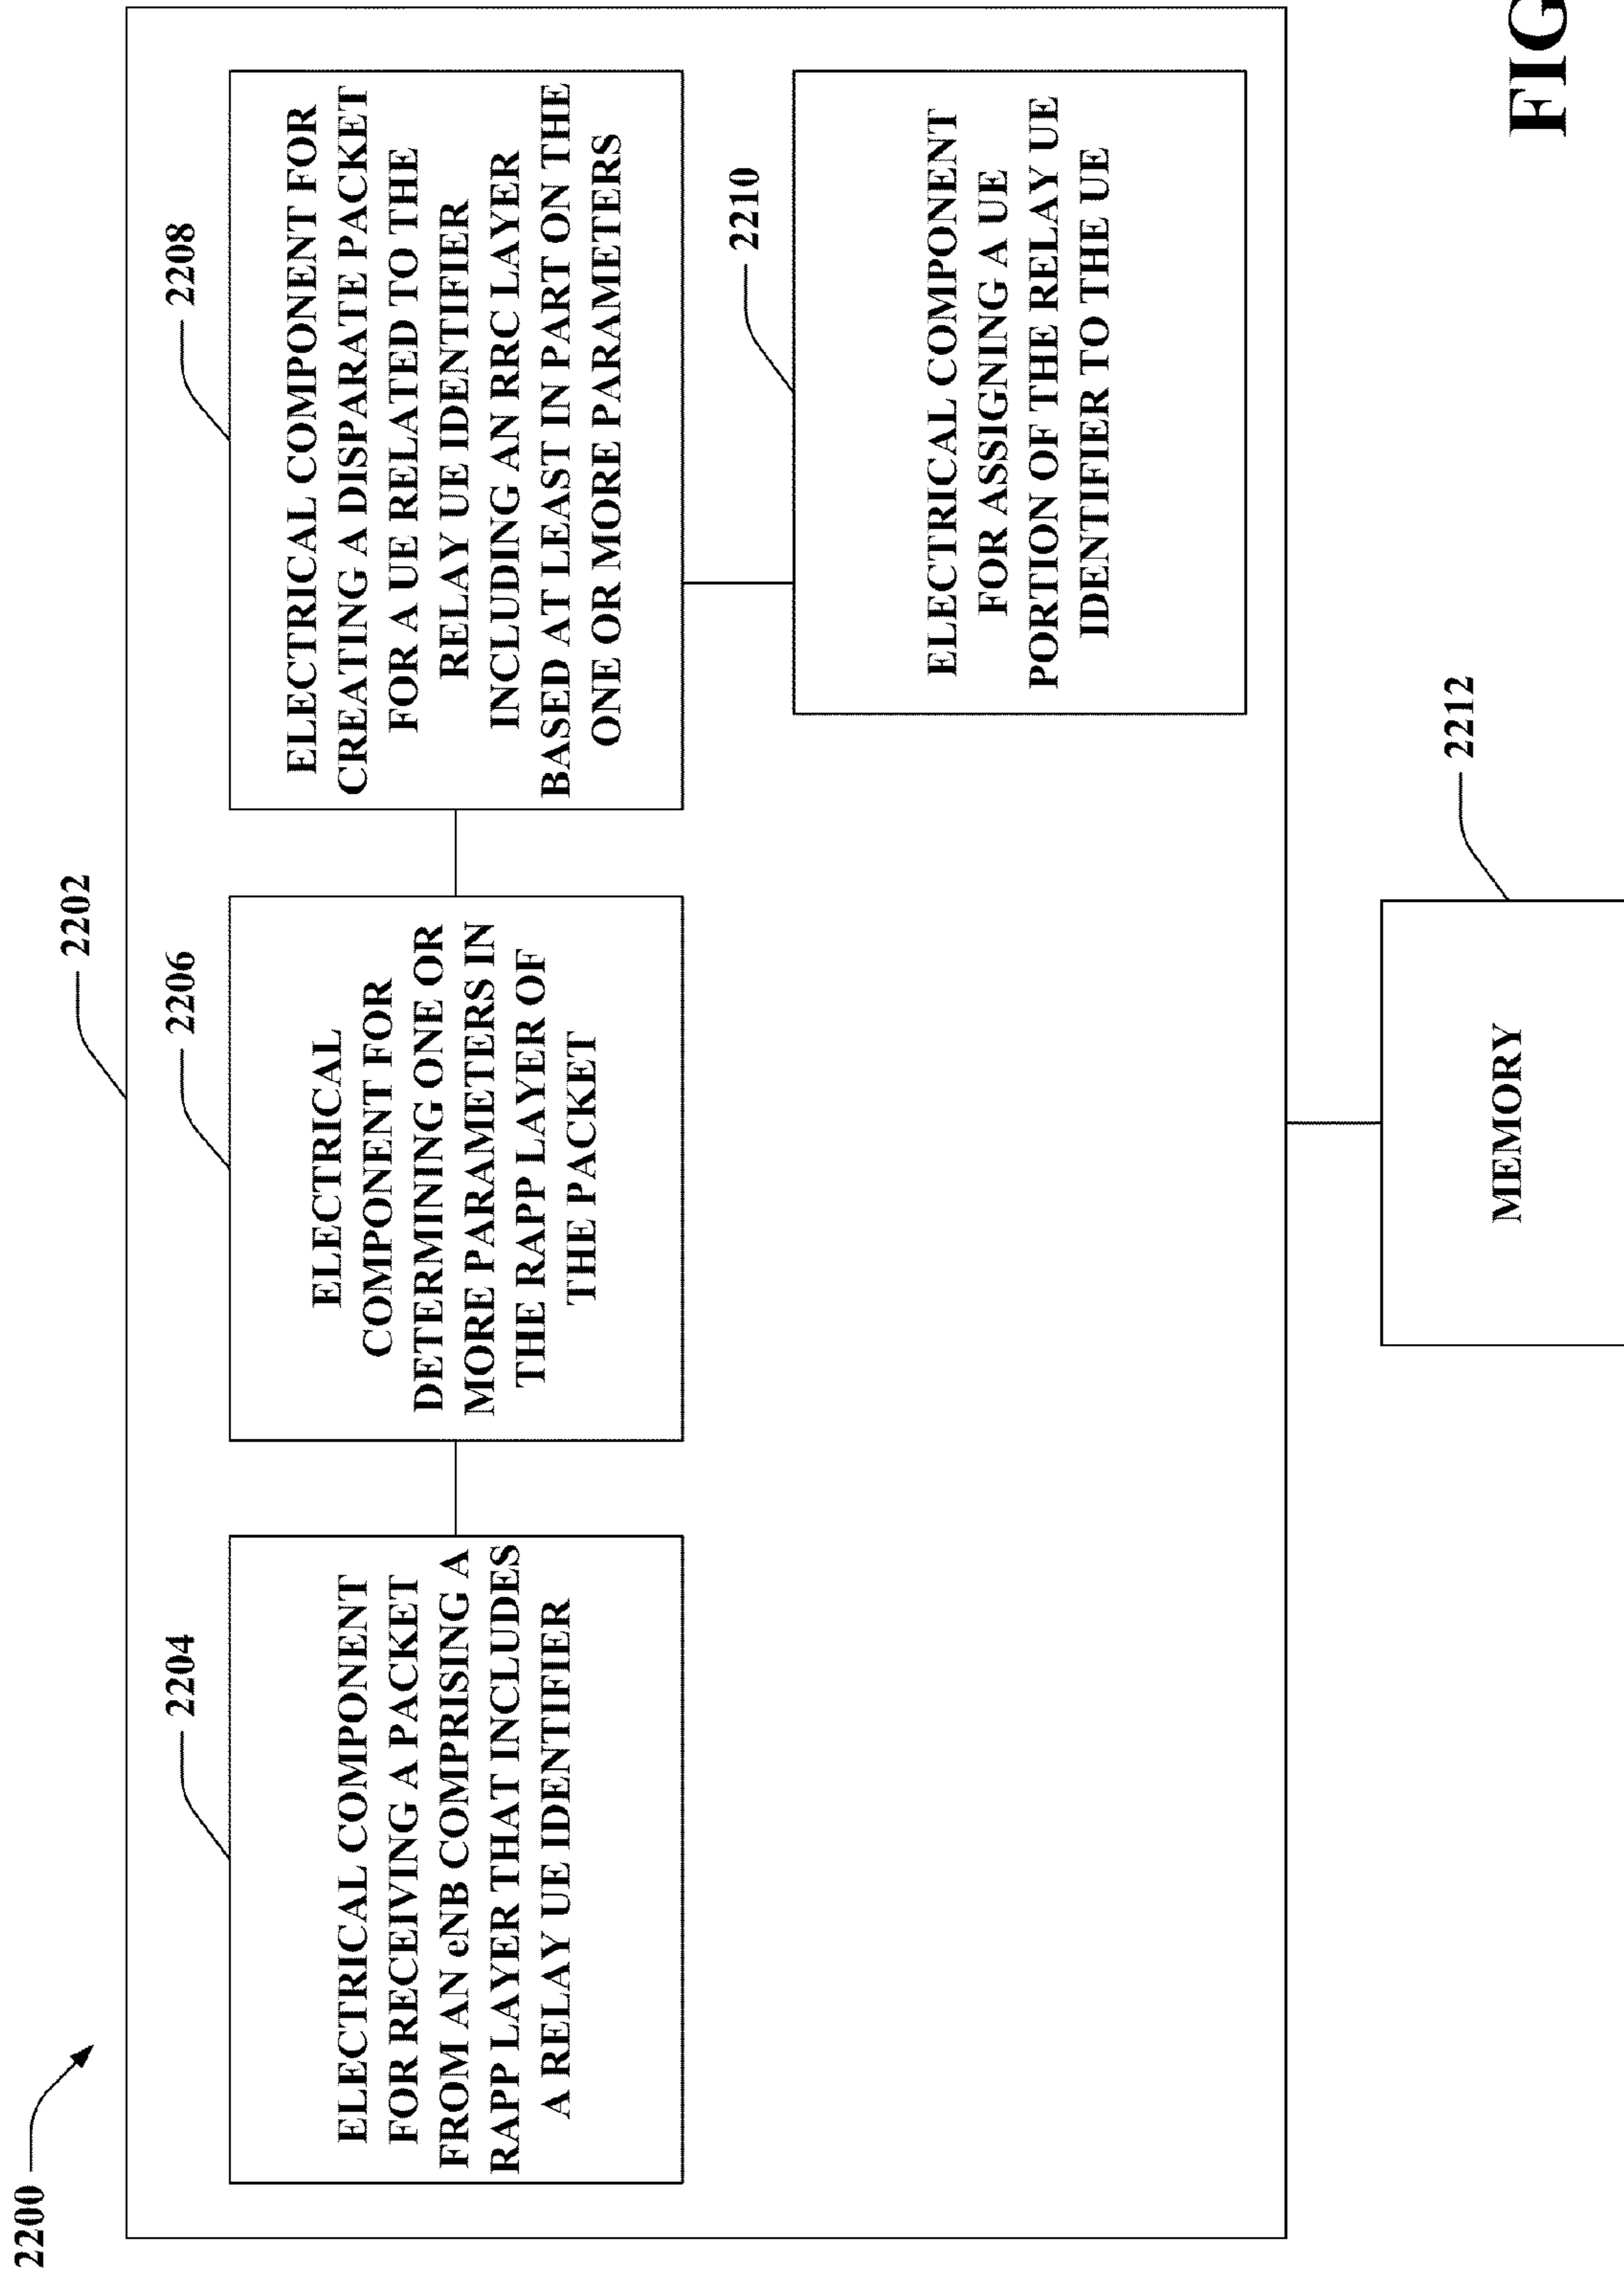 2200
2202
2204
ELECTRICAL COMPONENT
FOR RECEIVING A PACKET
FROM AN eNB COMPRISING A
RAPP LAYER THAT INCLUDES
A RELAY UE IDENTIFIER
2206
ELECTRICAL
COMPONENT FOR
DETERMINING ONE OR
MORE PARAMETERS IN
THE RAPP LAYER OF
THE PACKET
2208
ELECTRICAL COMPONENT FOR
CREATING A DISPARATE PACKET
FOR A UE RELATED TO THE
RELAY UE IDENTIFIER
INCLUDING AN RRC LAYER
BASED AT LEAST IN PART ON THE
ONE OR MORE PARAMETERS
2210
ELECTRICAL COMPONENT
FOR ASSIGNING A UE
PORTION OF THE RELAY UE
IDENTIFIER TO THE UE
2212
MEMORY
FIG